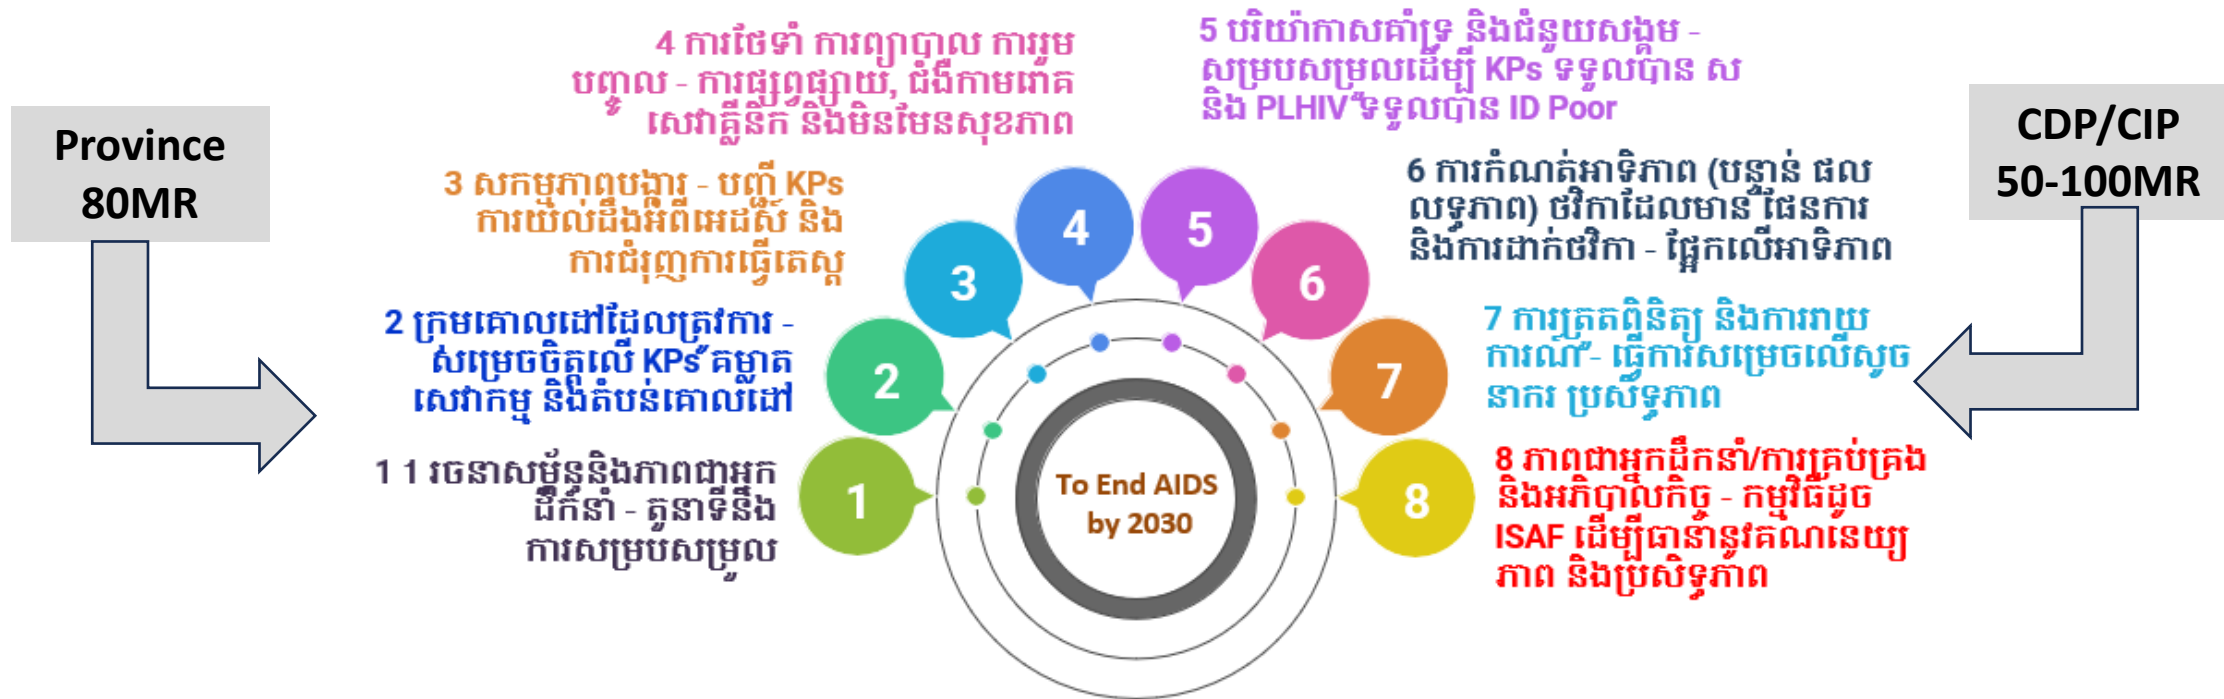 Province
80MR
4 ការថែទាំ ការព្យាបាល ការរួម
បញ្ចូល - ការផ្សព្វផ្សាយ, ជំងឺកាមរោគ
សេវាគ្លីនិក និងមិនមែនសុខភាព
3 សកម្មភាពបង្ការ - បញ្ជី KPs
ការយល់ដឹងអំពីអេដស៍ និង
ការជំរុញការធ្វើតេស្ត
2 ក្រុមគោលដៅដែលត្រូវការ -
សម្រេចចិត្តលើ KPs គម្លាត
សេវាកម្ម និងតំបន់គោលដៅ
1 1 រចនាសម្ព័ន្ធនិងភាពជាអ្នក
ដឹកនាំ - តួនាទីនិង
ការសម្របសម្រួល
1
2
3
4
5
6
7
8
To End AIDS
by 2030
5 បរិយ៉ាកាសគាំទ្រ និងជំនួយសង្គម -
សម្របសម្រួលដើម្បី KPs ទទួលបាន ស
និង PLHIV ទទួលបាន ID Poor
6 ការកំណត់អាទិភាព (បន្ទាន់ ផល
លទ្ធភាព) ថវិកាដែលមាន ផែនការ
និងការដាក់ថវិកា - ផ្អែកលើអាទិភាព
7 ការត្រួតពិនិត្យ និងការរាយ
ការណ៍ - ធ្វើការសម្រេចលើសូច
នាករ ប្រសិទ្ធភាព
8 ភាពជាអ្នកដឹកនាំ/ការគ្រប់គ្រង
និងអភិបាលកិច្ច - កម្មវិធីដូច
ISAF ដើម្បីធានានូវគណនេយ្យ
ភាព និងប្រសិទ្ធភាព
CDP/CIP
50-100MR